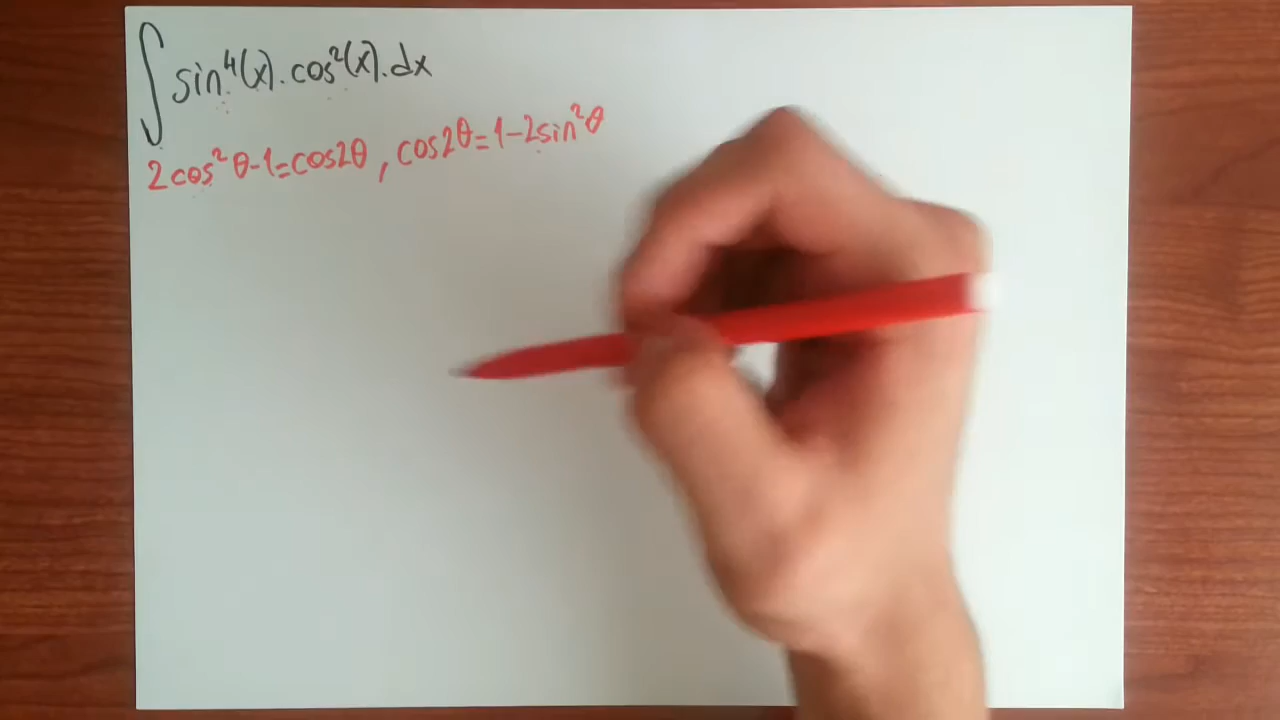 ∫ sin⁴(x).cos²(x).dx
2cos²θ-1=cos2θ, cos2θ=1-2sin²θ